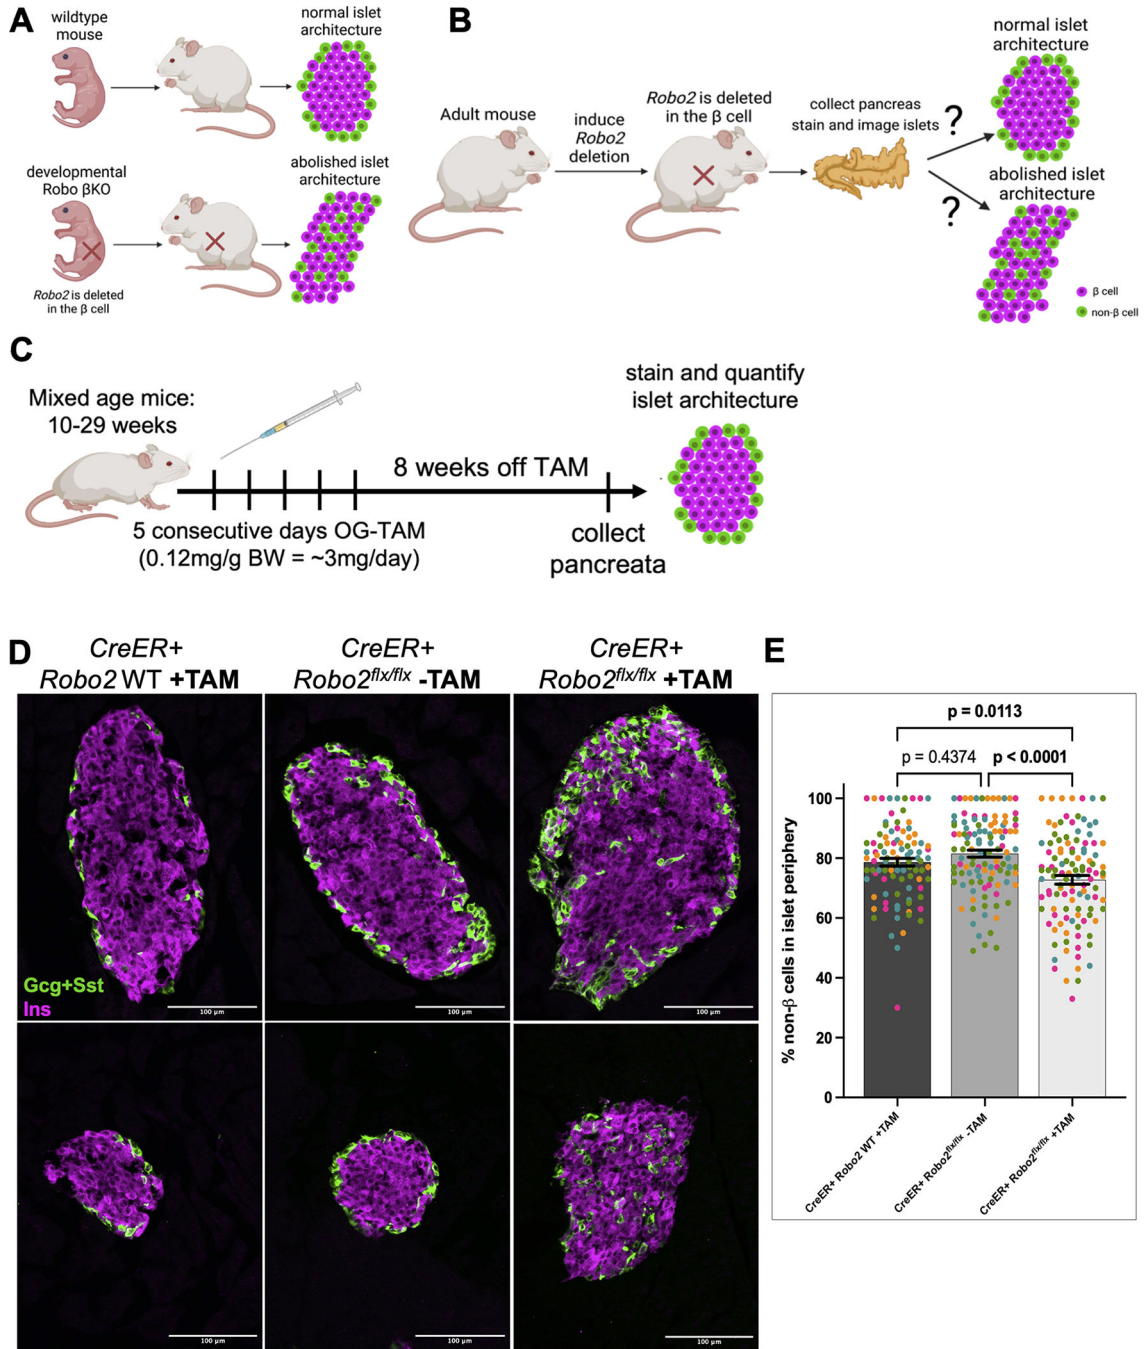 A
wildtype
mouse
normal islet
architecture
developmental
Robo βKO
abolished islet
architecture
Robo2 is deleted
in the β cell
B
Adult mouse
induce
Robo2
deletion
Robo2 is deleted
in the β cell
collect pancreas
stain and image islets
?
?
normal islet
architecture
abolished islet
architecture
β cell
non-β cell
C
Mixed age mice:
10-29 weeks
5 consecutive days OG-TAM
(0.12mg/g BW = ~3mg/day)
8 weeks off TAM
collect
pancreata
stain and quantify
islet architecture
D
CreER+
Robo2 WT +TAM
CreER+
Robo2flx/flx -TAM
CreER+
Robo2flx/flx +TAM
Gcg+Sst
Ins
100 μm
100 μm
100 μm
100 μm
100 μm
100 μm
E
p = 0.0113
p = 0.4374
p < 0.0001
% non-β cells in islet periphery
100
80
60
40
20
0
CreER+ Robo2 WT +TAM
CreER+ Robo2flx/flx -TAM
CreER+ Robo2flx/flx +TAM